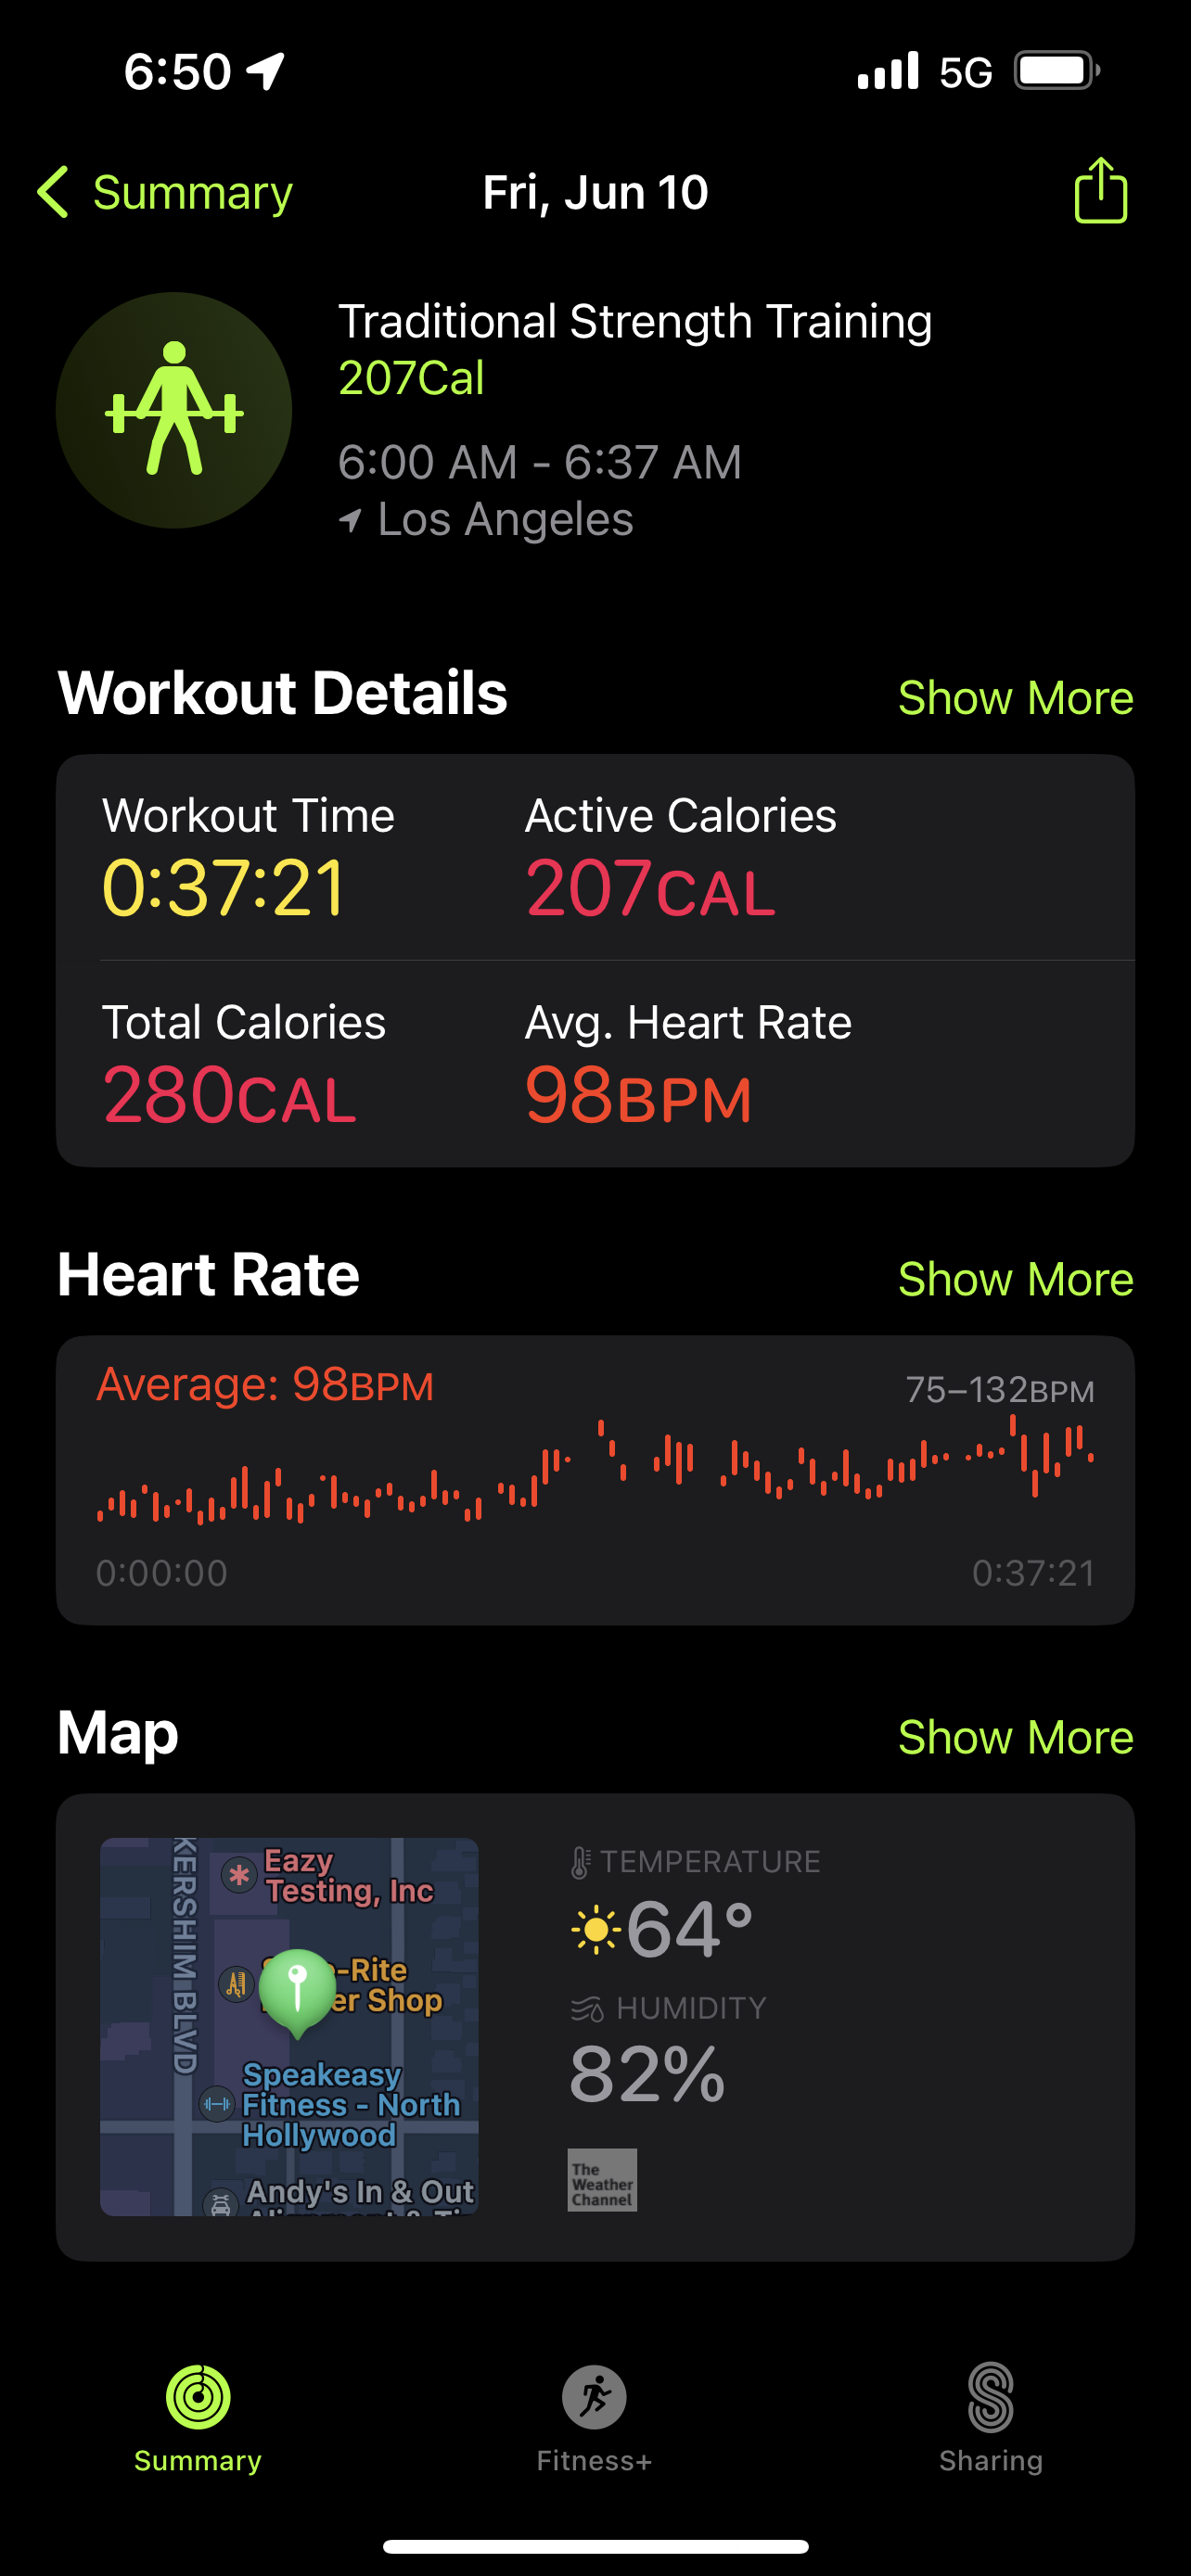 6:50
5G
Summary
Fri, Jun 10
Traditional Strength Training
207Cal
6:00 AM - 6:37 AM
Los Angeles
Workout Details
Show More
Workout Time
Active Calories
0:37:21
207CAL
Total Calories
Avg. Heart Rate
280CAL
98BPM
Heart Rate
Show More
Average: 98BPM
75–132BPM
0:00:00
0:37:21
Map
Show More
KERSHIM BLVD
Eazy
Testing, Inc
-Rite
er Shop
Speakeasy
Fitness - North
Hollywood
Andy's In & Out
TEMPERATURE
64°
HUMIDITY
82%
The
Weather
Channel
Summary
Fitness+
Sharing